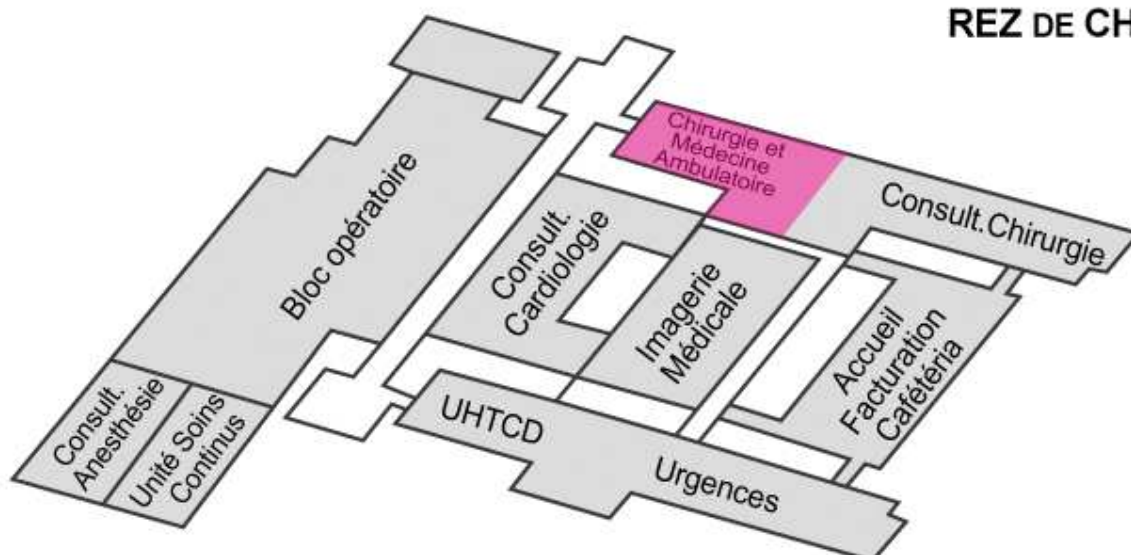 REZ DE CH
Chirurgie et
Médecine
Ambulatoire
Consult.Chirurgie
Bloc opératoire
Consult.
Cardiologie
Imagerie
Médicale
Accueil
Facturation
Cafétéria
Consult.
Anesthésie
Unité Soins
Continus
UHTCD
Urgences